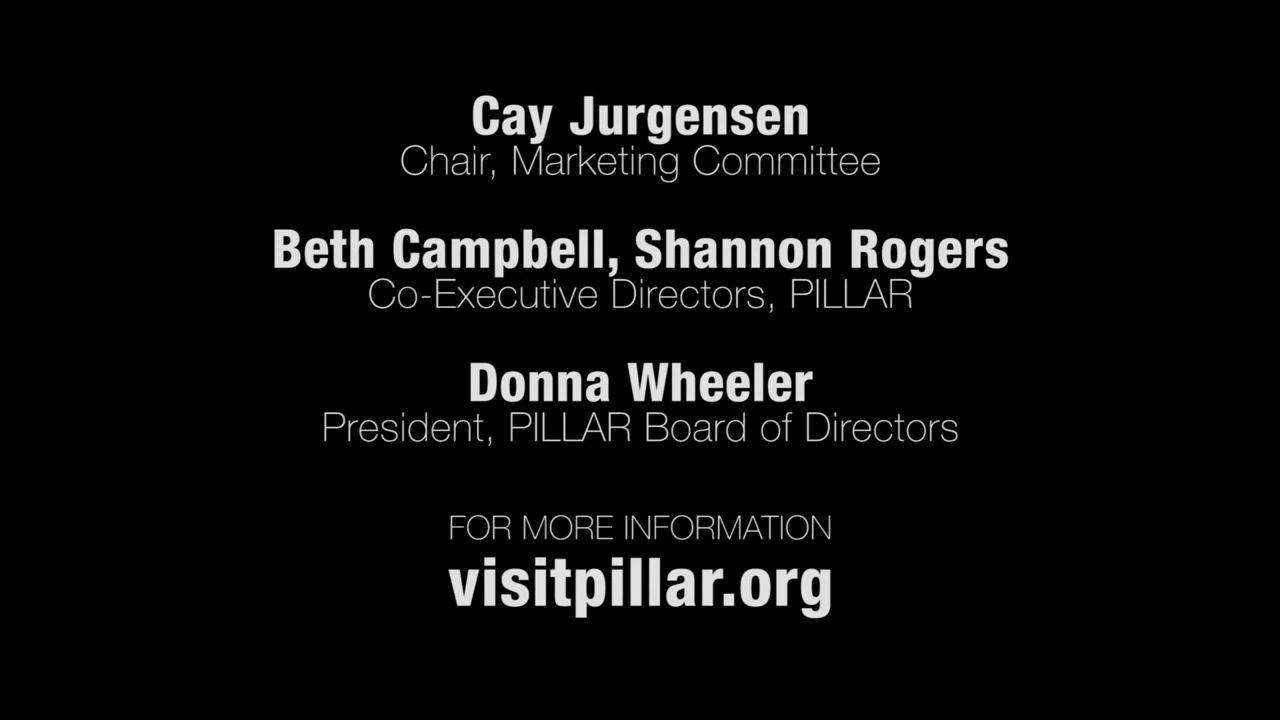 Cay Jurgensen
Chair, Marketing Committee
Beth Campbell, Shannon Rogers
Co-Executive Directors, PILLAR
Donna Wheeler
President, PILLAR Board of Directors
FOR MORE INFORMATION
visitpillar.org